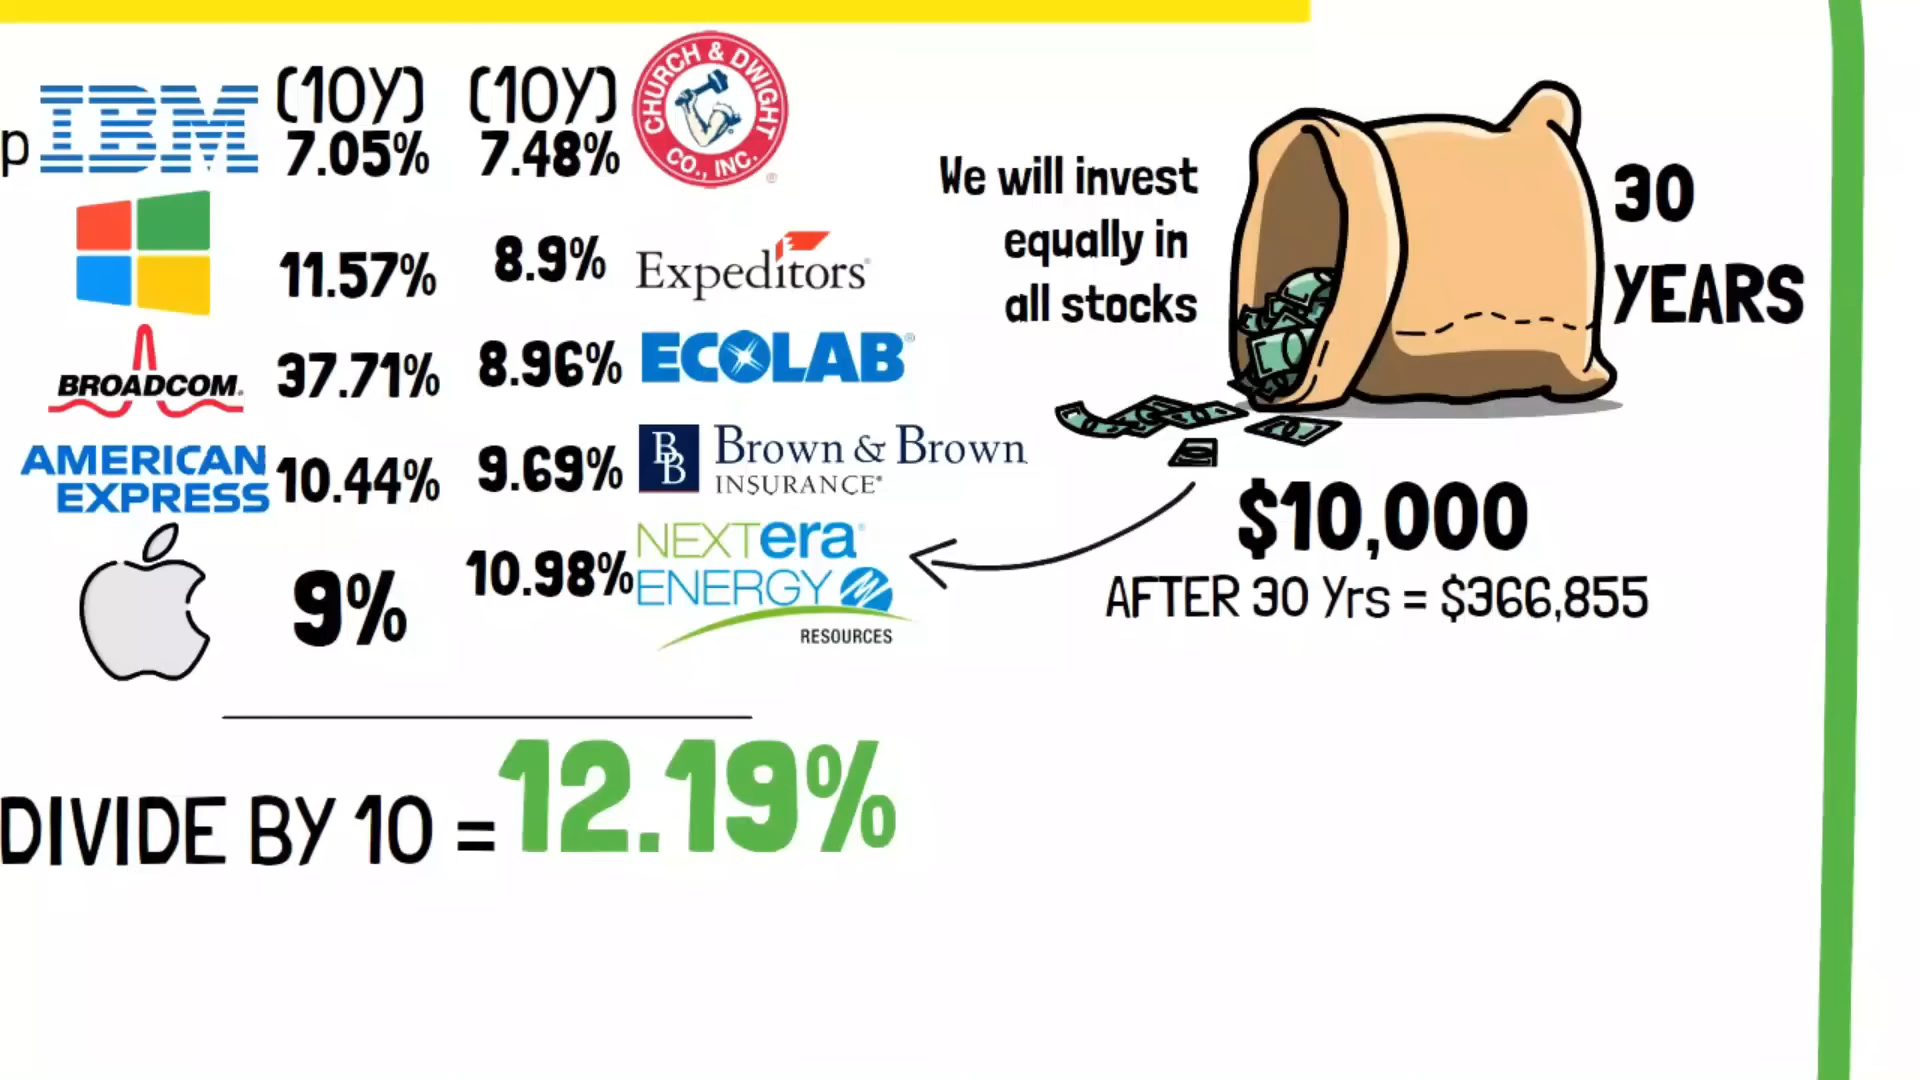 p IBM (10Y) (10Y) CHURCH & DWIGHT CO., INC.®
7.05% 7.48%
11.57% 8.9% Expeditors®
BROADCOM. 37.71% 8.96% ECOLAB®
AMERICAN EXPRESS 10.44% 9.69% BB Brown & Brown
INSURANCE®
9% 10.98% NEXTera®
ENERGY
RESOURCES
DIVIDE BY 10 = 12.19%
We will invest
equally in
all stocks
30
YEARS
$10,000
AFTER 30 Yrs = $366,855